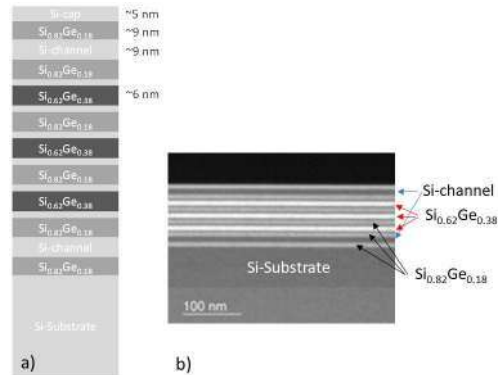 Si-cap
~5 nm
Si0.82Ge0.18
~9 nm
Si-channel
~9 nm
Si0.82Ge0.18
Si0.62Ge0.38
~6 nm
Si0.82Ge0.18
Si0.62Ge0.38
Si0.82Ge0.18
Si0.62Ge0.38
Si0.82Ge0.18
Si-channel
Si0.82Ge0.18
Si-Substrate
a)
Si-channel
Si0.62Ge0.38
Si0.82Ge0.18
Si-Substrate
100 nm
b)